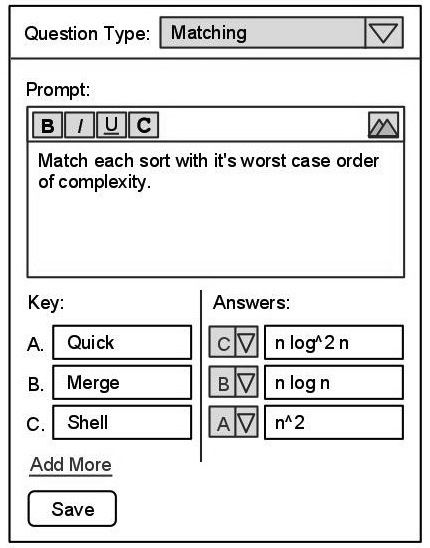 Question Type: Matching
Prompt:
B I U C
Match each sort with it's worst case order
of complexity.
Key: Answers:
A. Quick C n log^2 n
B. Merge B n log n
C. Shell A n^2
Add More
Save